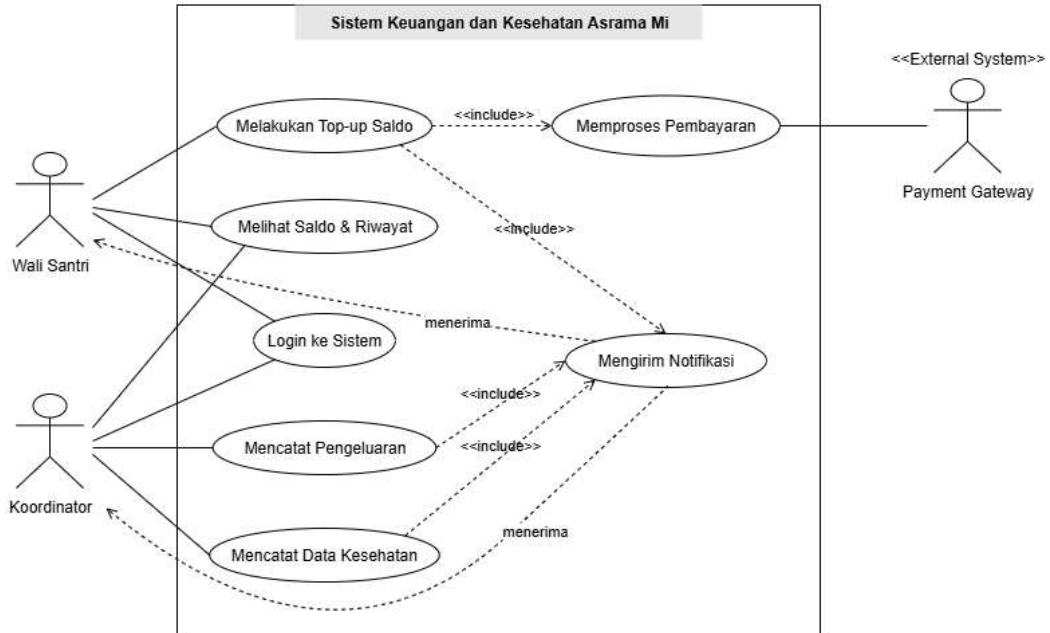 Sistem Keuangan dan Kesehatan Asrama Mi
<<External System>>
Melakukan Top-up Saldo
<<include>>
Memproses Pembayaran
Payment Gateway
Wali Santri
Melihat Saldo & Riwayat
<<include>>
menerima
Login ke Sistem
Mengirim Notifikasi
<<include>>
Mencatat Pengeluaran
<<include>>
Koordinator
menerima
Mencatat Data Kesehatan